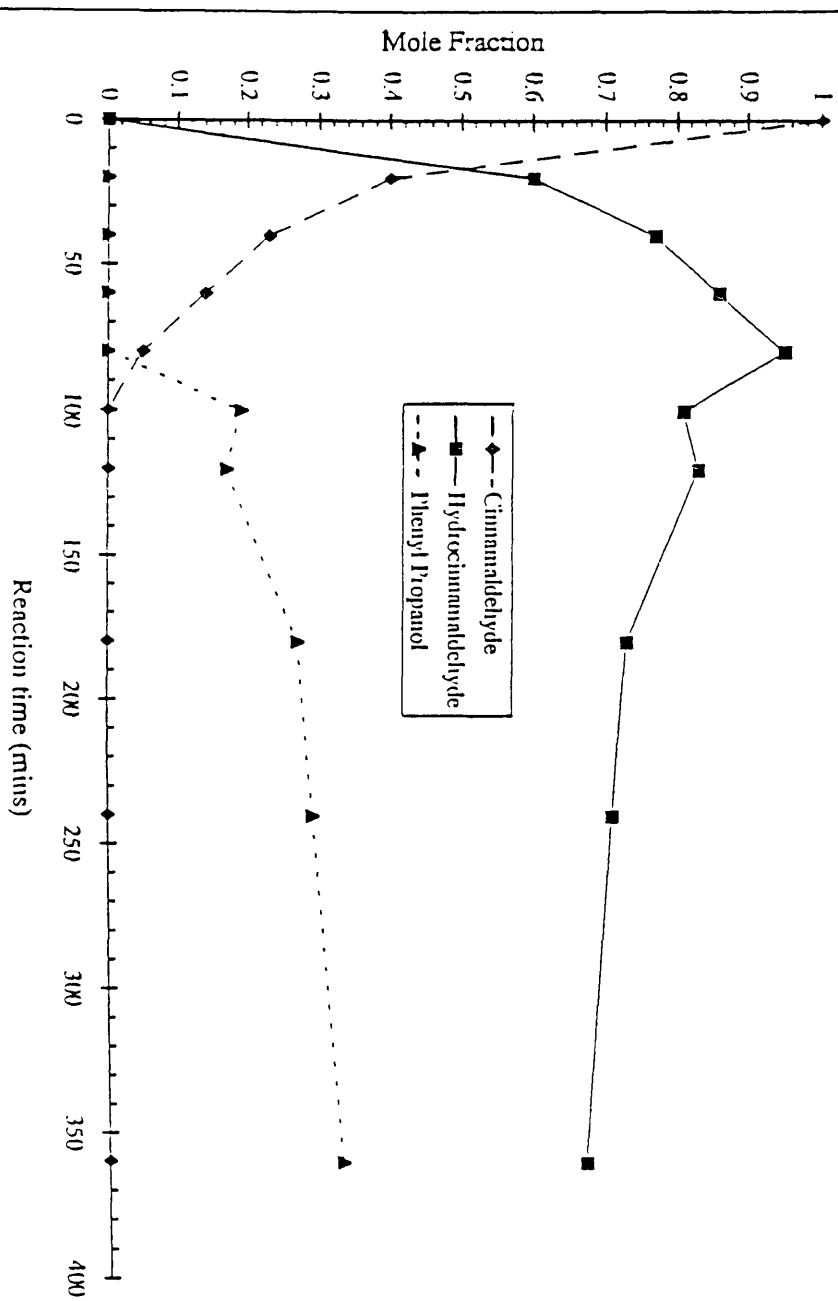 Mole Fraction
0 0.1 0.2 0.3 0.4 0.5 0.6 0.7 0.8 0.9 1
0 50 100 150 200 250 300 350 400
Reaction time (mins)
Cinnamaldehyde
Hydrocinnamaldehyde
Phenyl Propanol